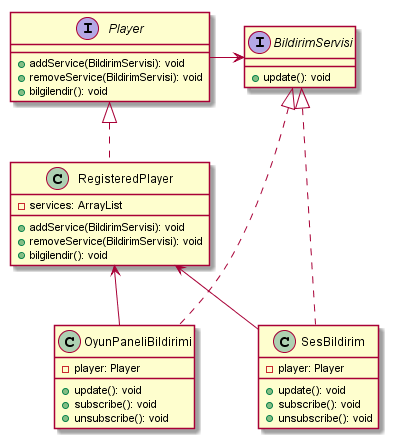 I Player
addService(BildirimServisi): void
removeService(BildirimServisi): void
bilgilendir(): void
I BildirimServisi
update(): void
C RegisteredPlayer
services: ArrayList
addService(BildirimServisi): void
removeService(BildirimServisi): void
bilgilendir(): void
C OyunPaneliBildirimi
player: Player
update(): void
subscribe(): void
unsubscribe(): void
C SesBildirim
player: Player
update(): void
subscribe(): void
unsubscribe(): void